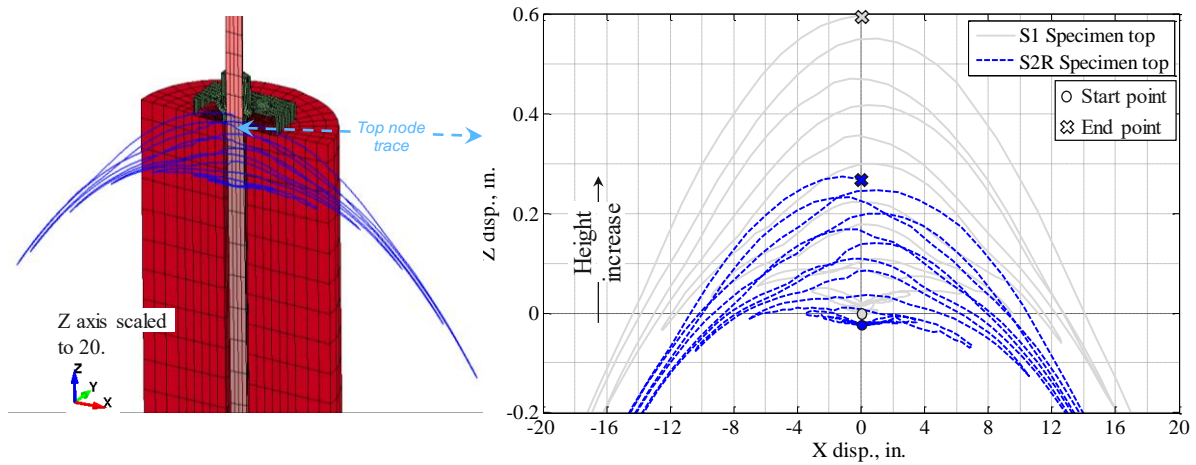 Top node
trace
Z axis scaled
to 20.
Z
Y
X
0.6
0.4
0.2
0
-0.2
Z disp., in.
Height
increase
S1 Specimen top
S2R Specimen top
Start point
End point
-20 -16 -12 -8 -4 0 4 8 12 16 20
X disp., in.